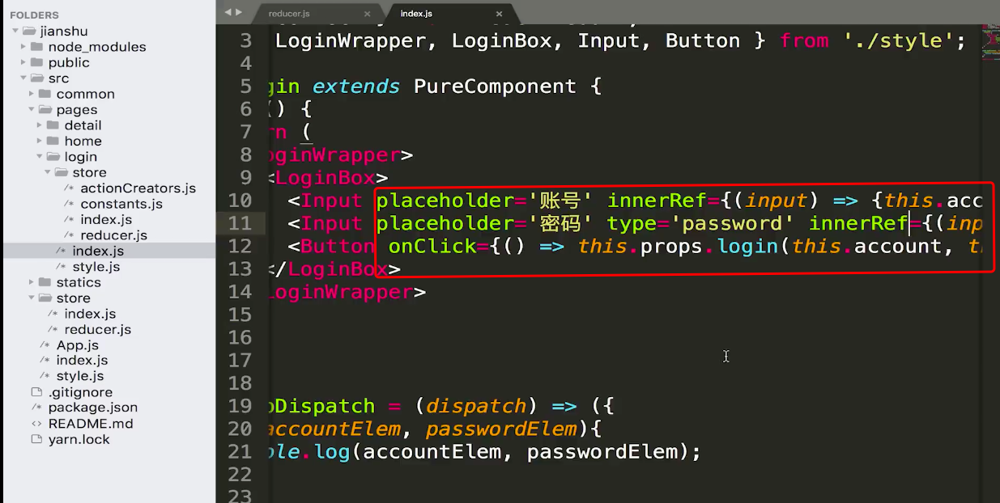 FOLDERS
jianshu
node_modules
public
src
common
pages
detail
home
login
store
/* actionCreators.js
/* constants.js
/* index.js
/* reducer.js
/* index.js
/* style.js
statics
store
/* index.js
/* reducer.js
/* App.js
/* index.js
/* style.js
.gitignore
/* package.json
<> README.md
yarn.lock
reducer.js ×
index.js ×
3 LoginWrapper, LoginBox, Input, Button } from './style';
4
5 gin extends PureComponent {
6 () {
7 rn (
8 oginWrapper>
9 <LoginBox>
10 <Input placeholder='账号' innerRef={(input) => {this.acc
11 <Input placeholder='密码' type='password' innerRef={(inp
12 <Button onClick={() => this.props.login(this.account, t
13 </LoginBox>
14 LoginWrapper>
15
16
17
18
19 oDispatch = (dispatch) => ({
20 accountElem, passwordElem){
21 ole.log(accountElem, passwordElem);
22
23